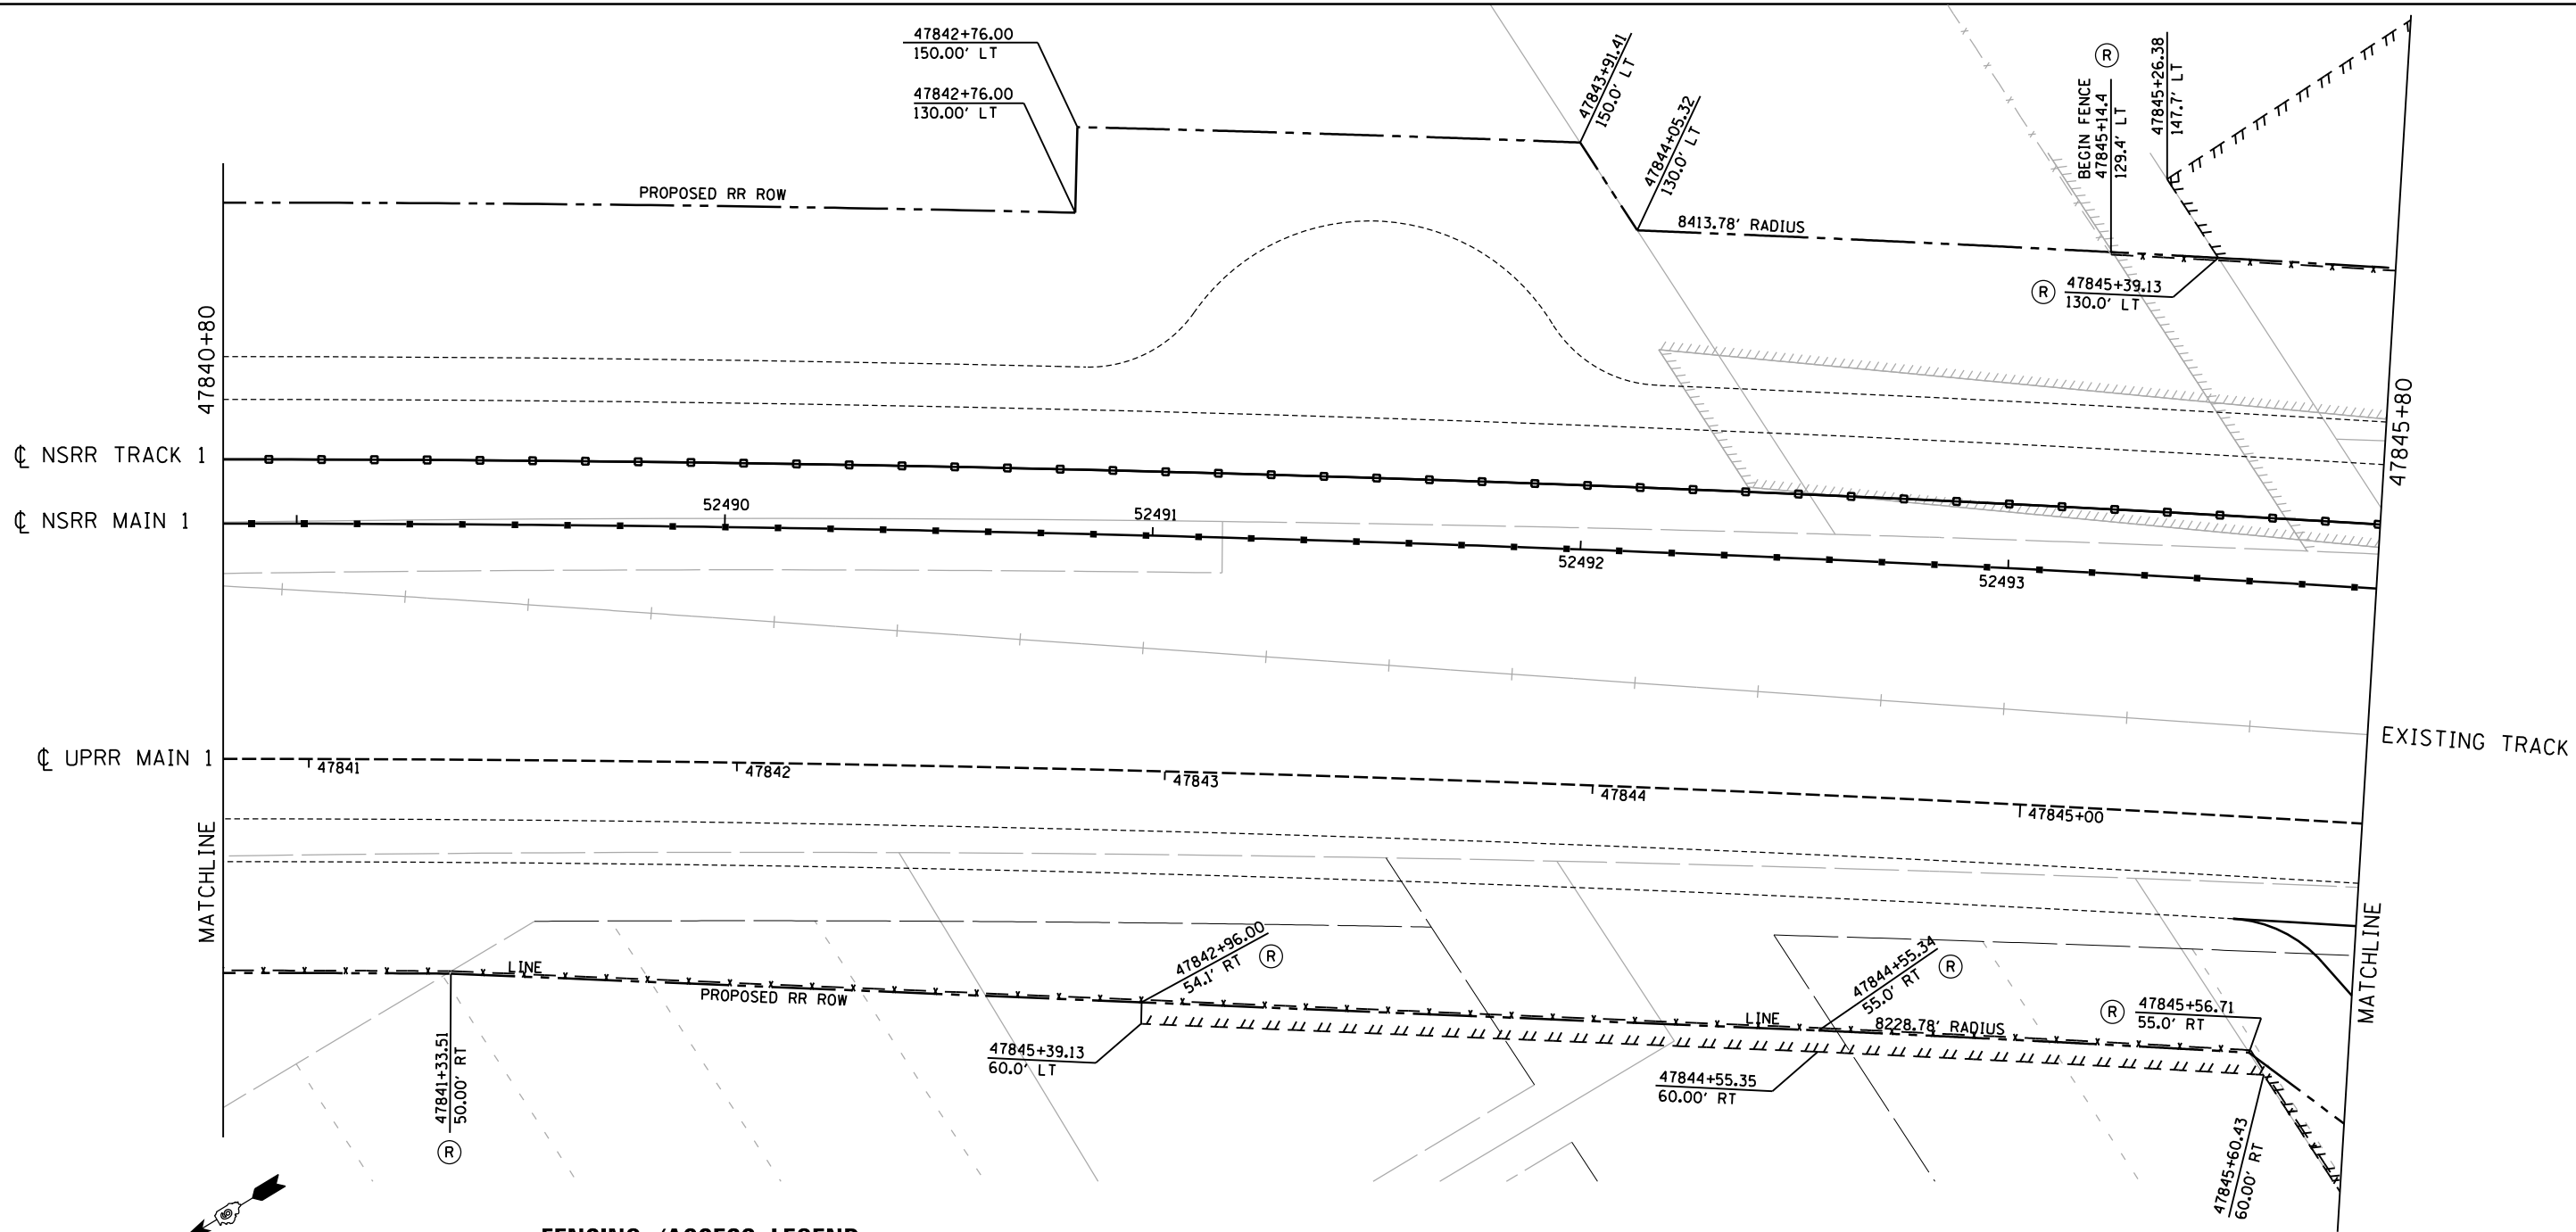 47842+76.00
150.00' LT
47842+76.00
130.00' LT
47843+91.41
150.0' LT
47844+05.32
130.0' LT
BEGIN FENCE
47845+14.4
129.4' LT
R
47845+26.38
147.7' LT
PROPOSED RR ROW
8413.78' RADIUS
R
47845+39.13
130.0' LT
47840+80
47845+80
℄ NSRR TRACK 1
℄ NSRR MAIN 1
52490
52491
52492
52493
EXISTING TRACK
℄ UPRR MAIN 1
47841
47842
47843
47844
47845+00
MATCHLINE
MATCHLINE
LINE
PROPOSED RR ROW
47842+96.00
54.1' RT
R
47844+55.34
55.0' RT
R
LINE
8228.78' RADIUS
R
47845+56.71
55.0' RT
47841+33.51
50.00' RT
R
47845+39.13
60.0' LT
47844+55.35
60.00' RT
47845+60.43
60.00' RT
FENCING /ACCESS LEGEND